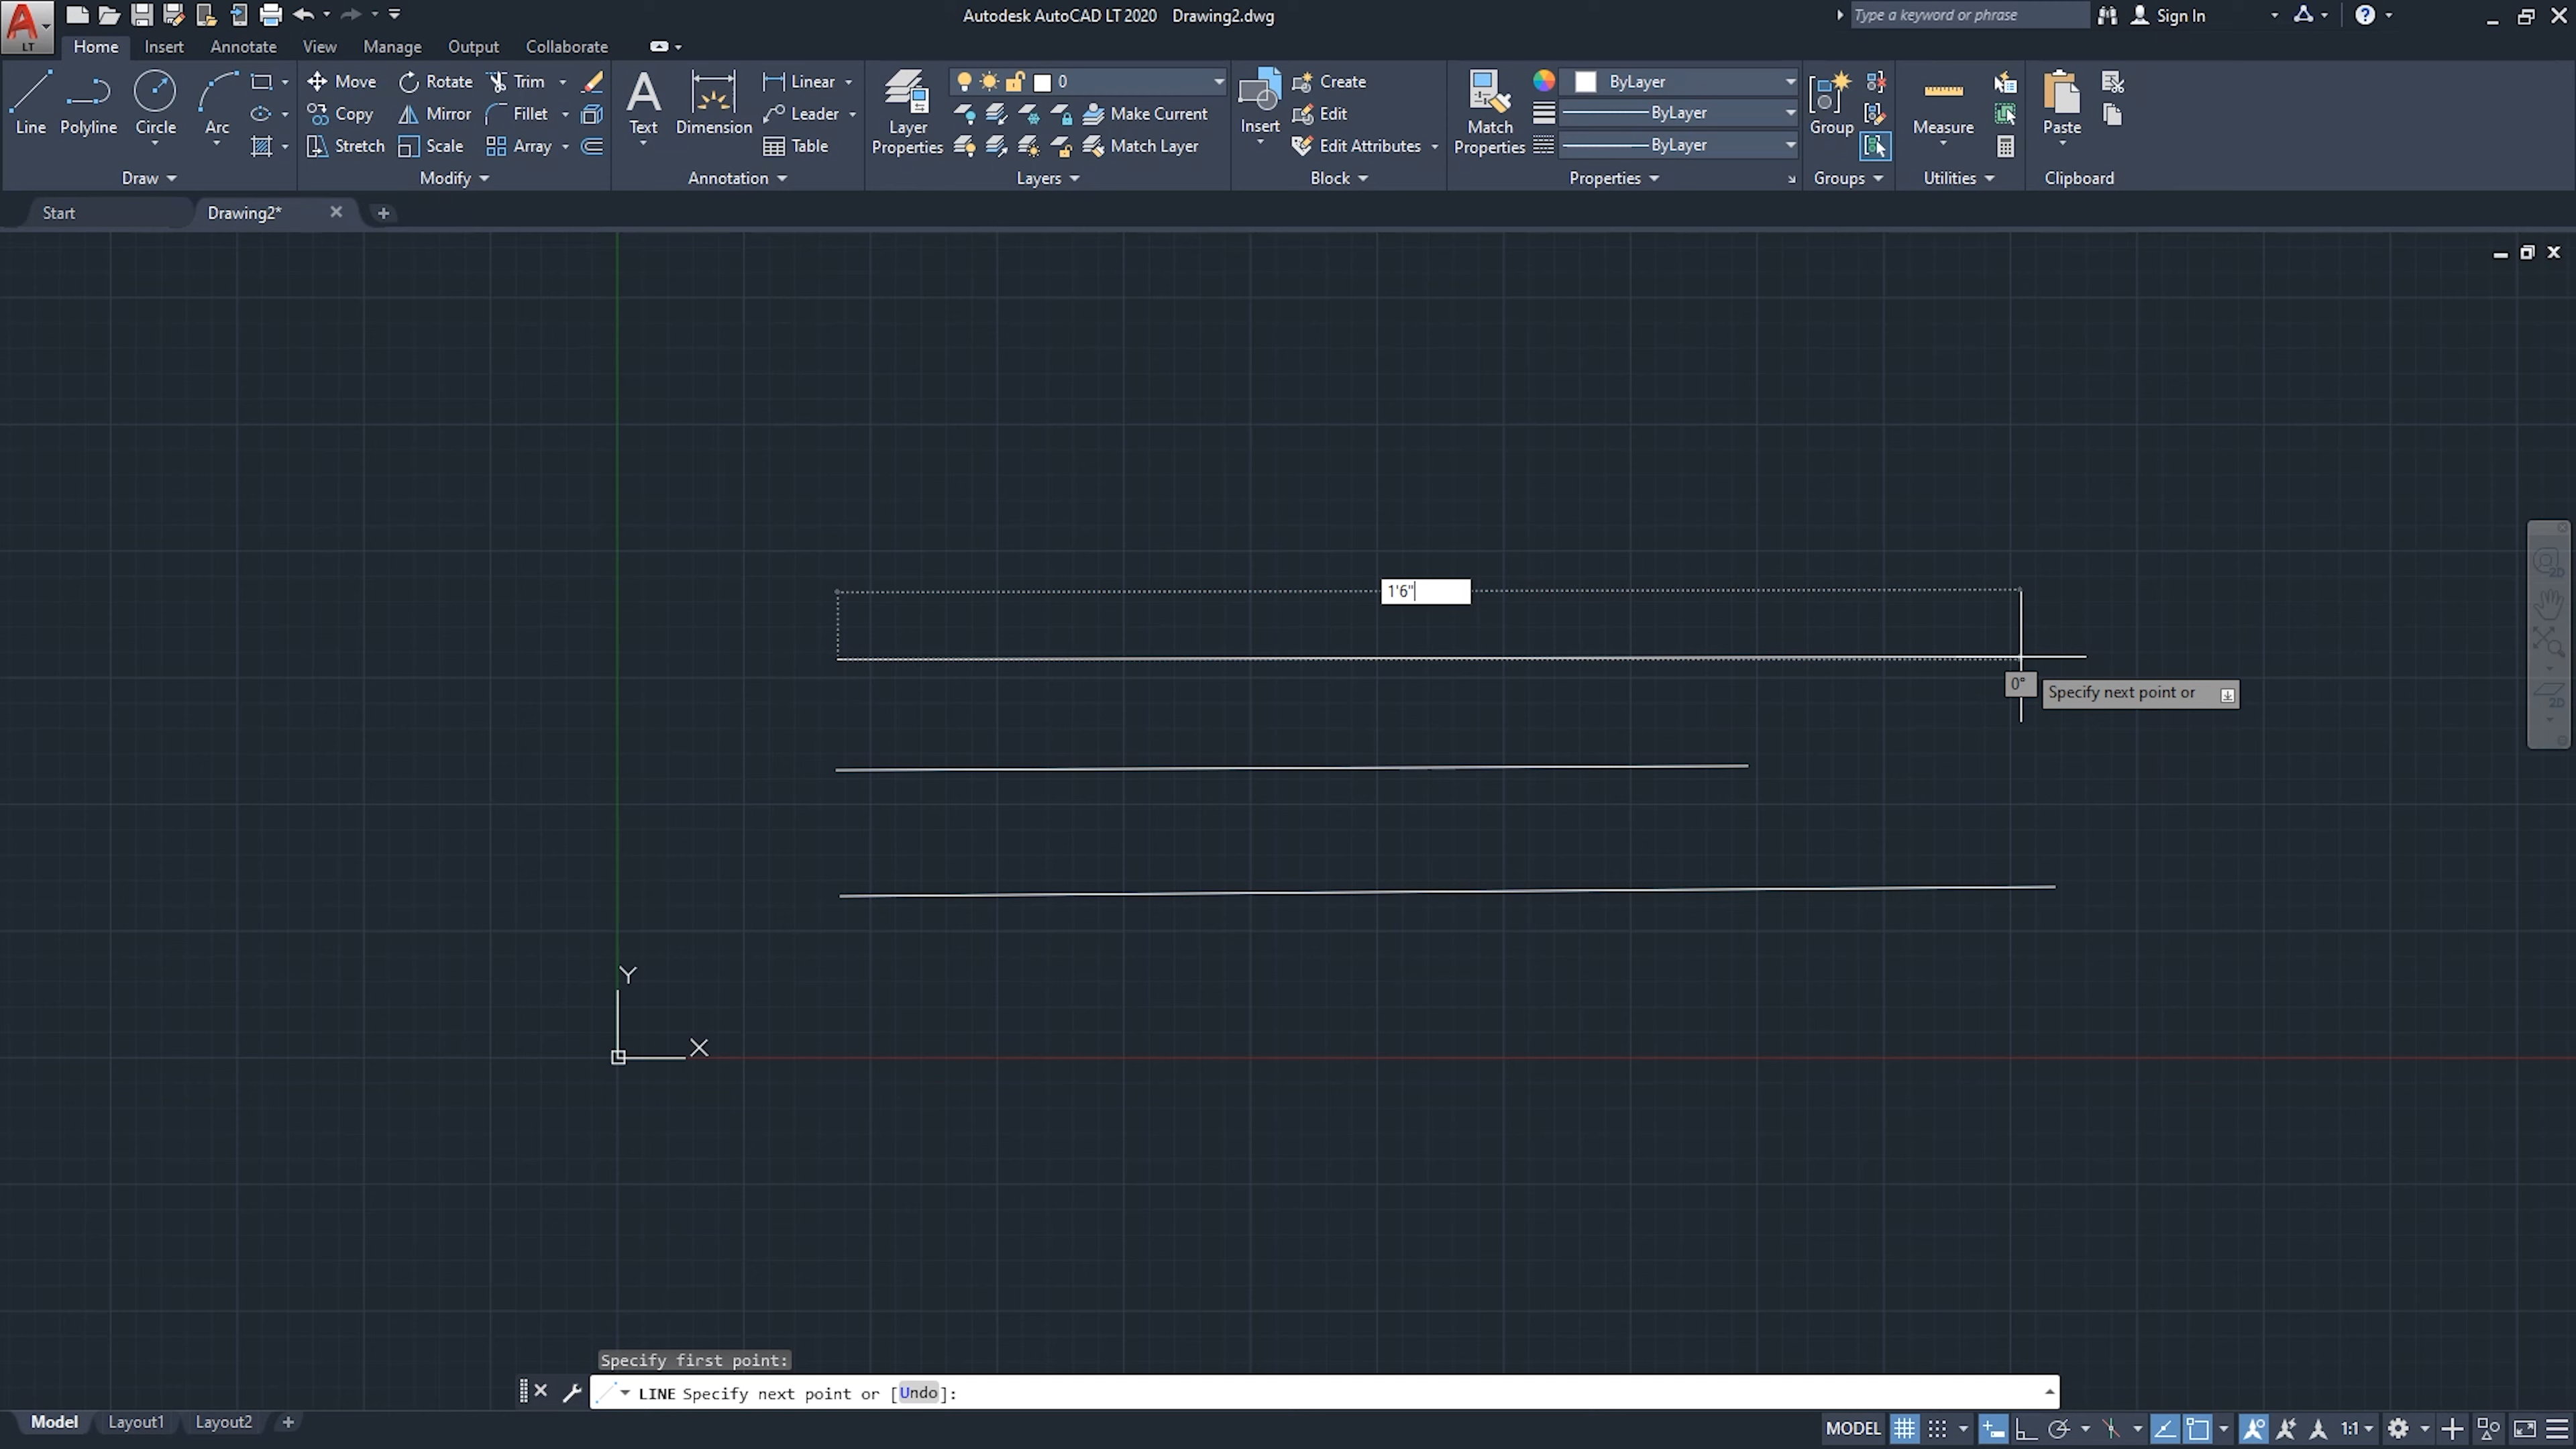 LT
Autodesk AutoCAD LT 2020 Drawing2.dwg
Type a keyword or phrase
Sign In
Home Insert Annotate View Manage Output Collaborate
Line Polyline Circle Arc
Move Rotate Trim
Copy Mirror Fillet
Stretch Scale Array
Text Dimension
Linear
Leader
Table
Layer Properties
0
Make Current
Match Layer
Insert
Create
Edit
Edit Attributes
Match Properties
ByLayer
ByLayer
ByLayer
Group
Measure
Paste
Draw Modify Annotation Layers Block Properties Groups Utilities Clipboard
Start Drawing2*
1'6"
0°
Specify next point or
2D
2D
Y
X
Specify first point:
LINE Specify next point or [Undo]:
Model Layout1 Layout2
MODEL
1:1